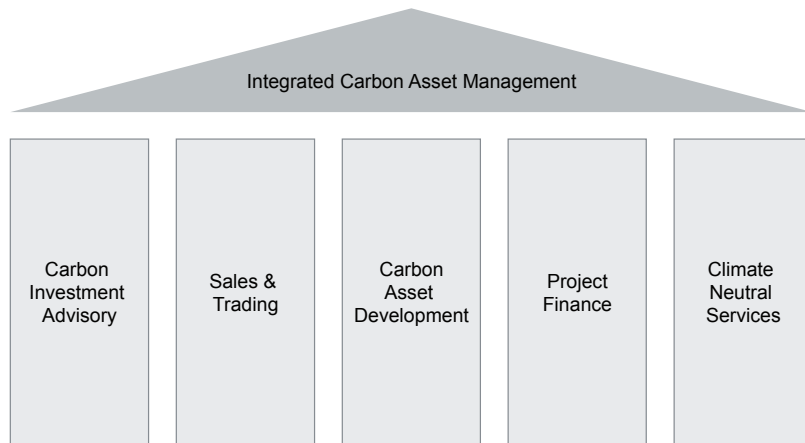 Integrated Carbon Asset Management
Carbon
Investment
Advisory
Sales &
Trading
Carbon
Asset
Development
Project
Finance
Climate
Neutral
Services